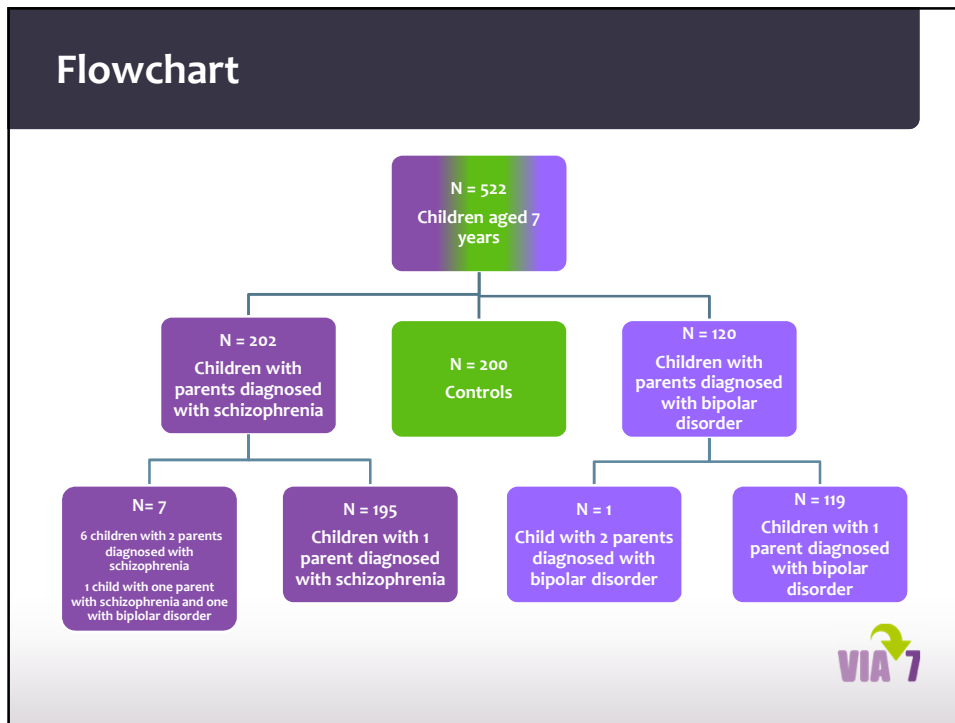 Flowchart
N = 522
Children aged 7
years
N = 202
Children with
parents diagnosed
with schizophrenia
N = 200
Controls
N = 120
Children with
parents diagnosed
with bipolar
disorder
N= 7
6 children with 2 parents
diagnosed with
schizophrenia
1 child with one parent
with schizophrenia and one
with biplolar disorder
N = 195
Children with 1
parent diagnosed
with schizophrenia
N = 1
Child with 2 parents
diagnosed with
bipolar disorder
N = 119
Children with 1
parent diagnosed
with bipolar
disorder
VIA 7